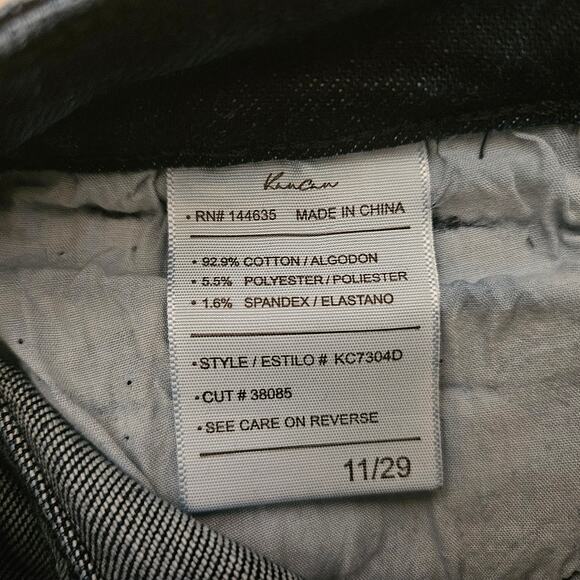 KanCan
• RN# 144635 MADE IN CHINA
• 92.9% COTTON / ALGODON
• 5.5% POLYESTER / POLIESTER
• 1.6% SPANDEX / ELASTANO
• STYLE / ESTILO # KC7304D
• CUT # 38085
• SEE CARE ON REVERSE
11/29